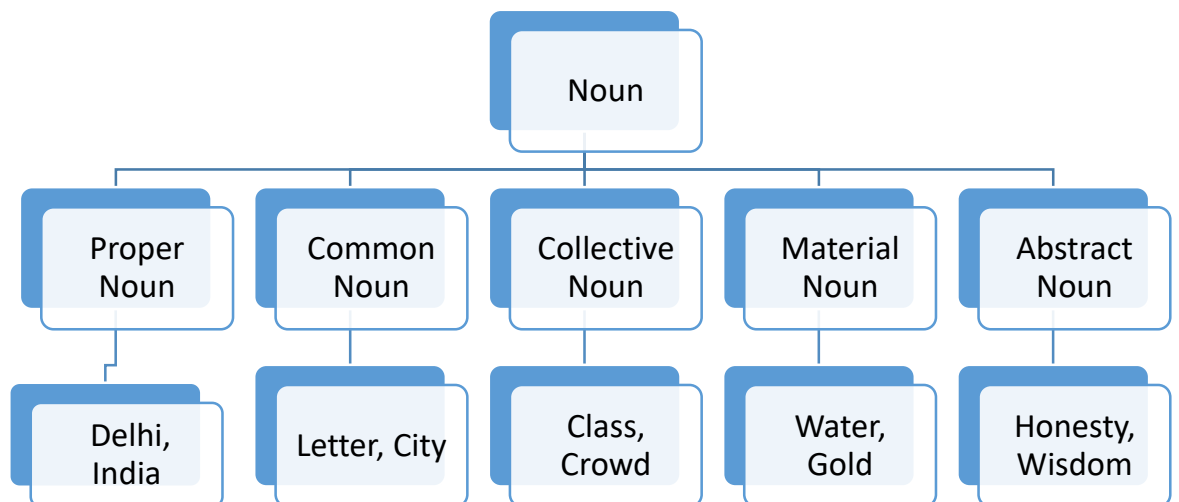 Noun
Proper
Noun
Common
Noun
Collective
Noun
Material
Noun
Abstract
Noun
Delhi,
India
Letter, City
Class,
Crowd
Water,
Gold
Honesty,
Wisdom